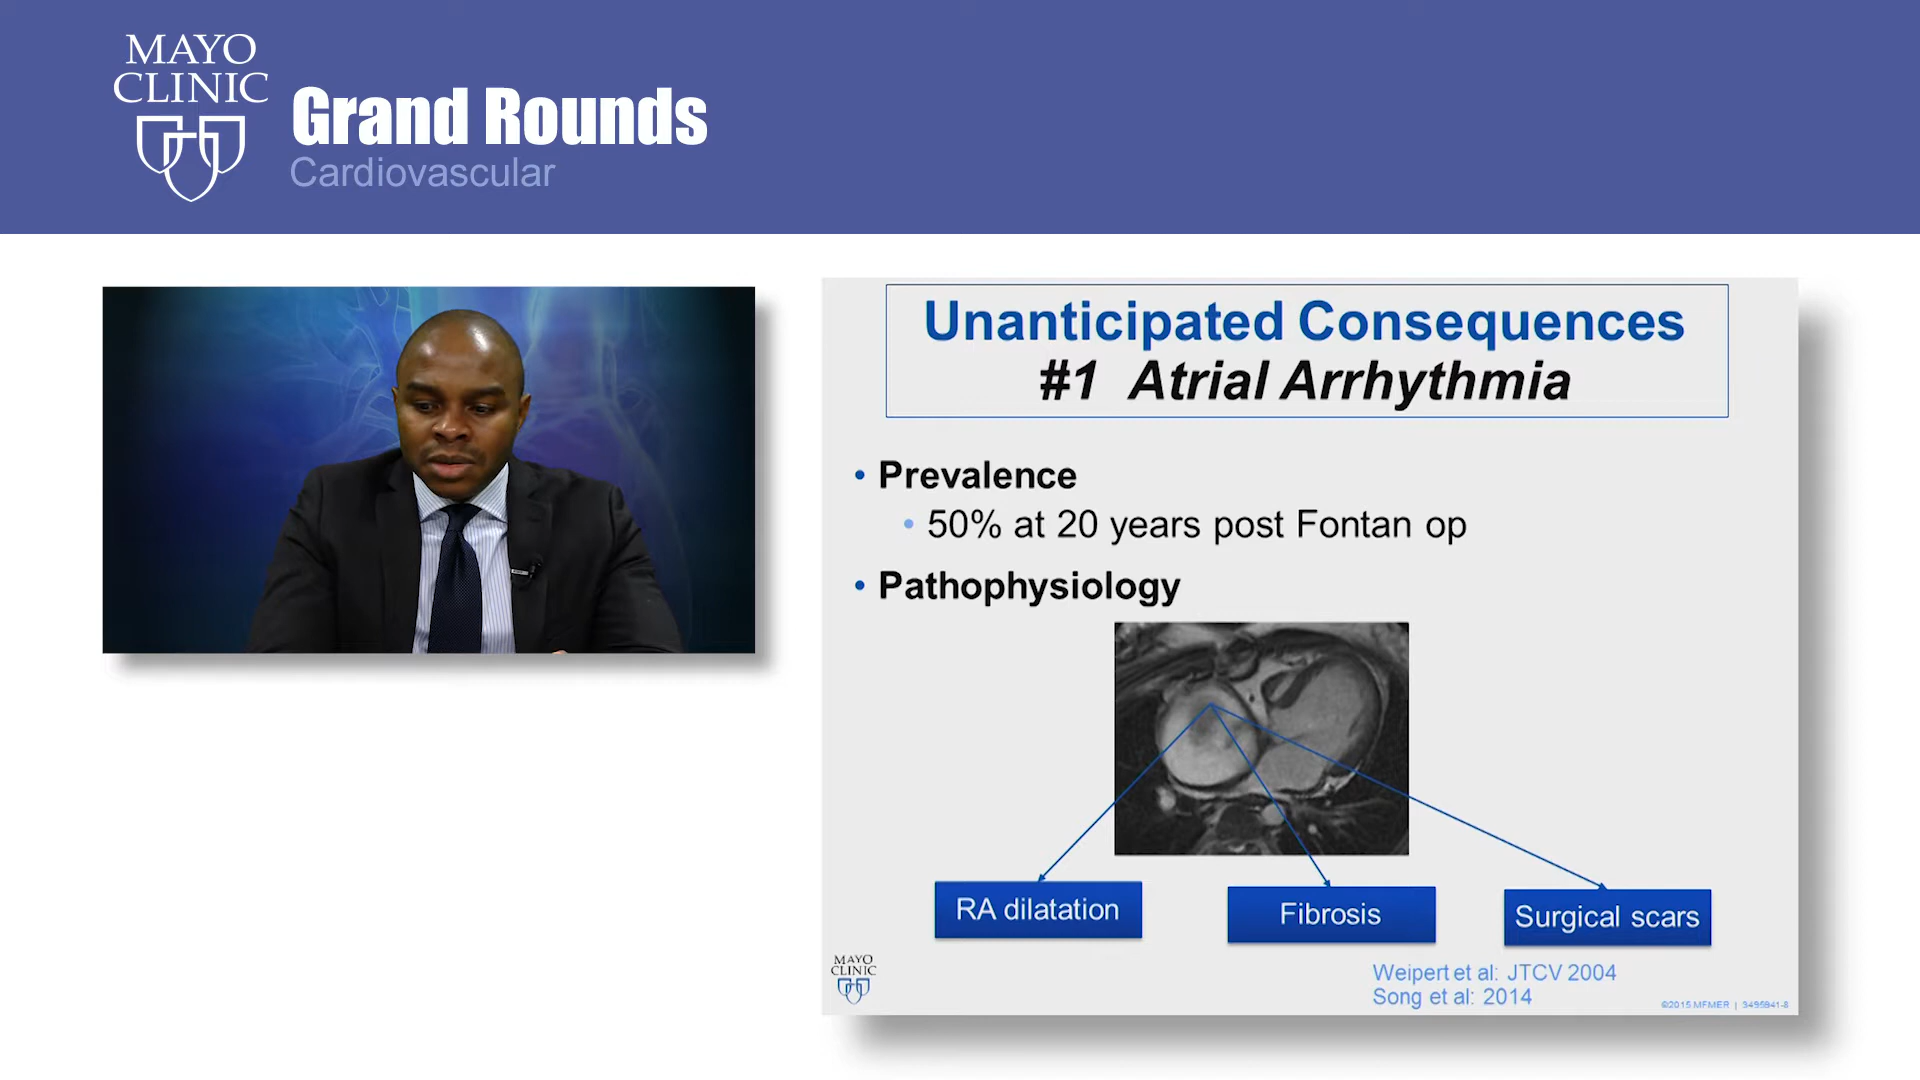 MAYO
CLINIC
Grand Rounds
Cardiovascular
Unanticipated Consequences
#1 Atrial Arrhythmia
• Prevalence
• 50% at 20 years post Fontan op
• Pathophysiology
RA dilatation
Fibrosis
Surgical scars
MAYO
CLINIC
Weipert et al: JTCV 2004
Song et al: 2014
©2015 MFMER | 3495941-8